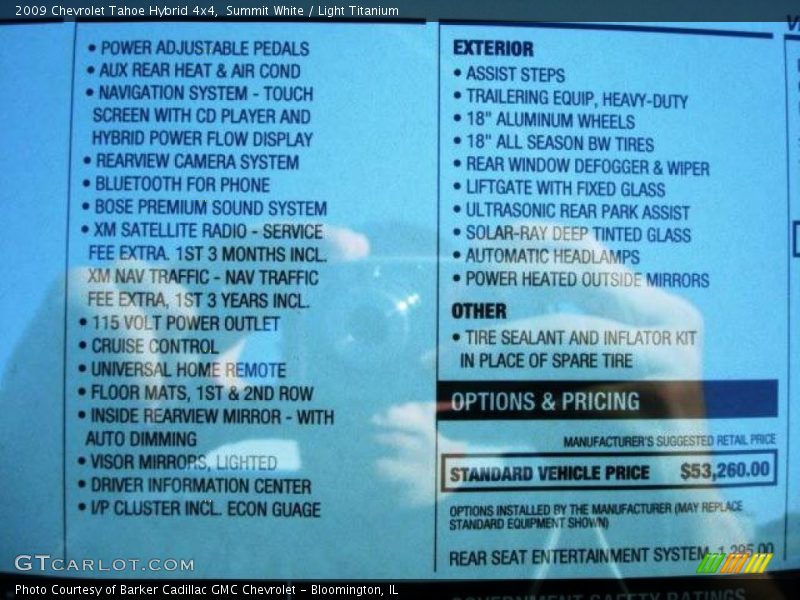 2009 Chevrolet Tahoe Hybrid 4x4, Summit White / Light Titanium
• POWER ADJUSTABLE PEDALS
• AUX REAR HEAT & AIR COND
• NAVIGATION SYSTEM - TOUCH
SCREEN WITH CD PLAYER AND
HYBRID POWER FLOW DISPLAY
• REARVIEW CAMERA SYSTEM
• BLUETOOTH FOR PHONE
• BOSE PREMIUM SOUND SYSTEM
• XM SATELLITE RADIO - SERVICE
FEE EXTRA. 1ST 3 MONTHS INCL.
XM NAV TRAFFIC - NAV TRAFFIC
FEE EXTRA, 1ST 3 YEARS INCL.
• 115 VOLT POWER OUTLET
• CRUISE CONTROL
• UNIVERSAL HOME REMOTE
• FLOOR MATS, 1ST & 2ND ROW
• INSIDE REARVIEW MIRROR - WITH
AUTO DIMMING
• VISOR MIRRORS, LIGHTED
• DRIVER INFORMATION CENTER
• I/P CLUSTER INCL. ECON GUAGE
EXTERIOR
• ASSIST STEPS
• TRAILERING EQUIP, HEAVY-DUTY
• 18" ALUMINUM WHEELS
• 18" ALL SEASON BW TIRES
• REAR WINDOW DEFOGGER & WIPER
• LIFTGATE WITH FIXED GLASS
• ULTRASONIC REAR PARK ASSIST
• SOLAR-RAY DEEP TINTED GLASS
• AUTOMATIC HEADLAMPS
• POWER HEATED OUTSIDE MIRRORS
OTHER
• TIRE SEALANT AND INFLATOR KIT
IN PLACE OF SPARE TIRE
OPTIONS & PRICING
MANUFACTURER'S SUGGESTED RETAIL PRICE
STANDARD VEHICLE PRICE $53,260.00
OPTIONS INSTALLED BY THE MANUFACTURER (MAY REPLACE
STANDARD EQUIPMENT SHOWN)
REAR SEAT ENTERTAINMENT SYSTEM 1,295.00
GTCARLOT.COM
GOVERNMENT SAFETY RATINGS
Photo Courtesy of Barker Cadillac GMC Chevrolet - Bloomington, IL